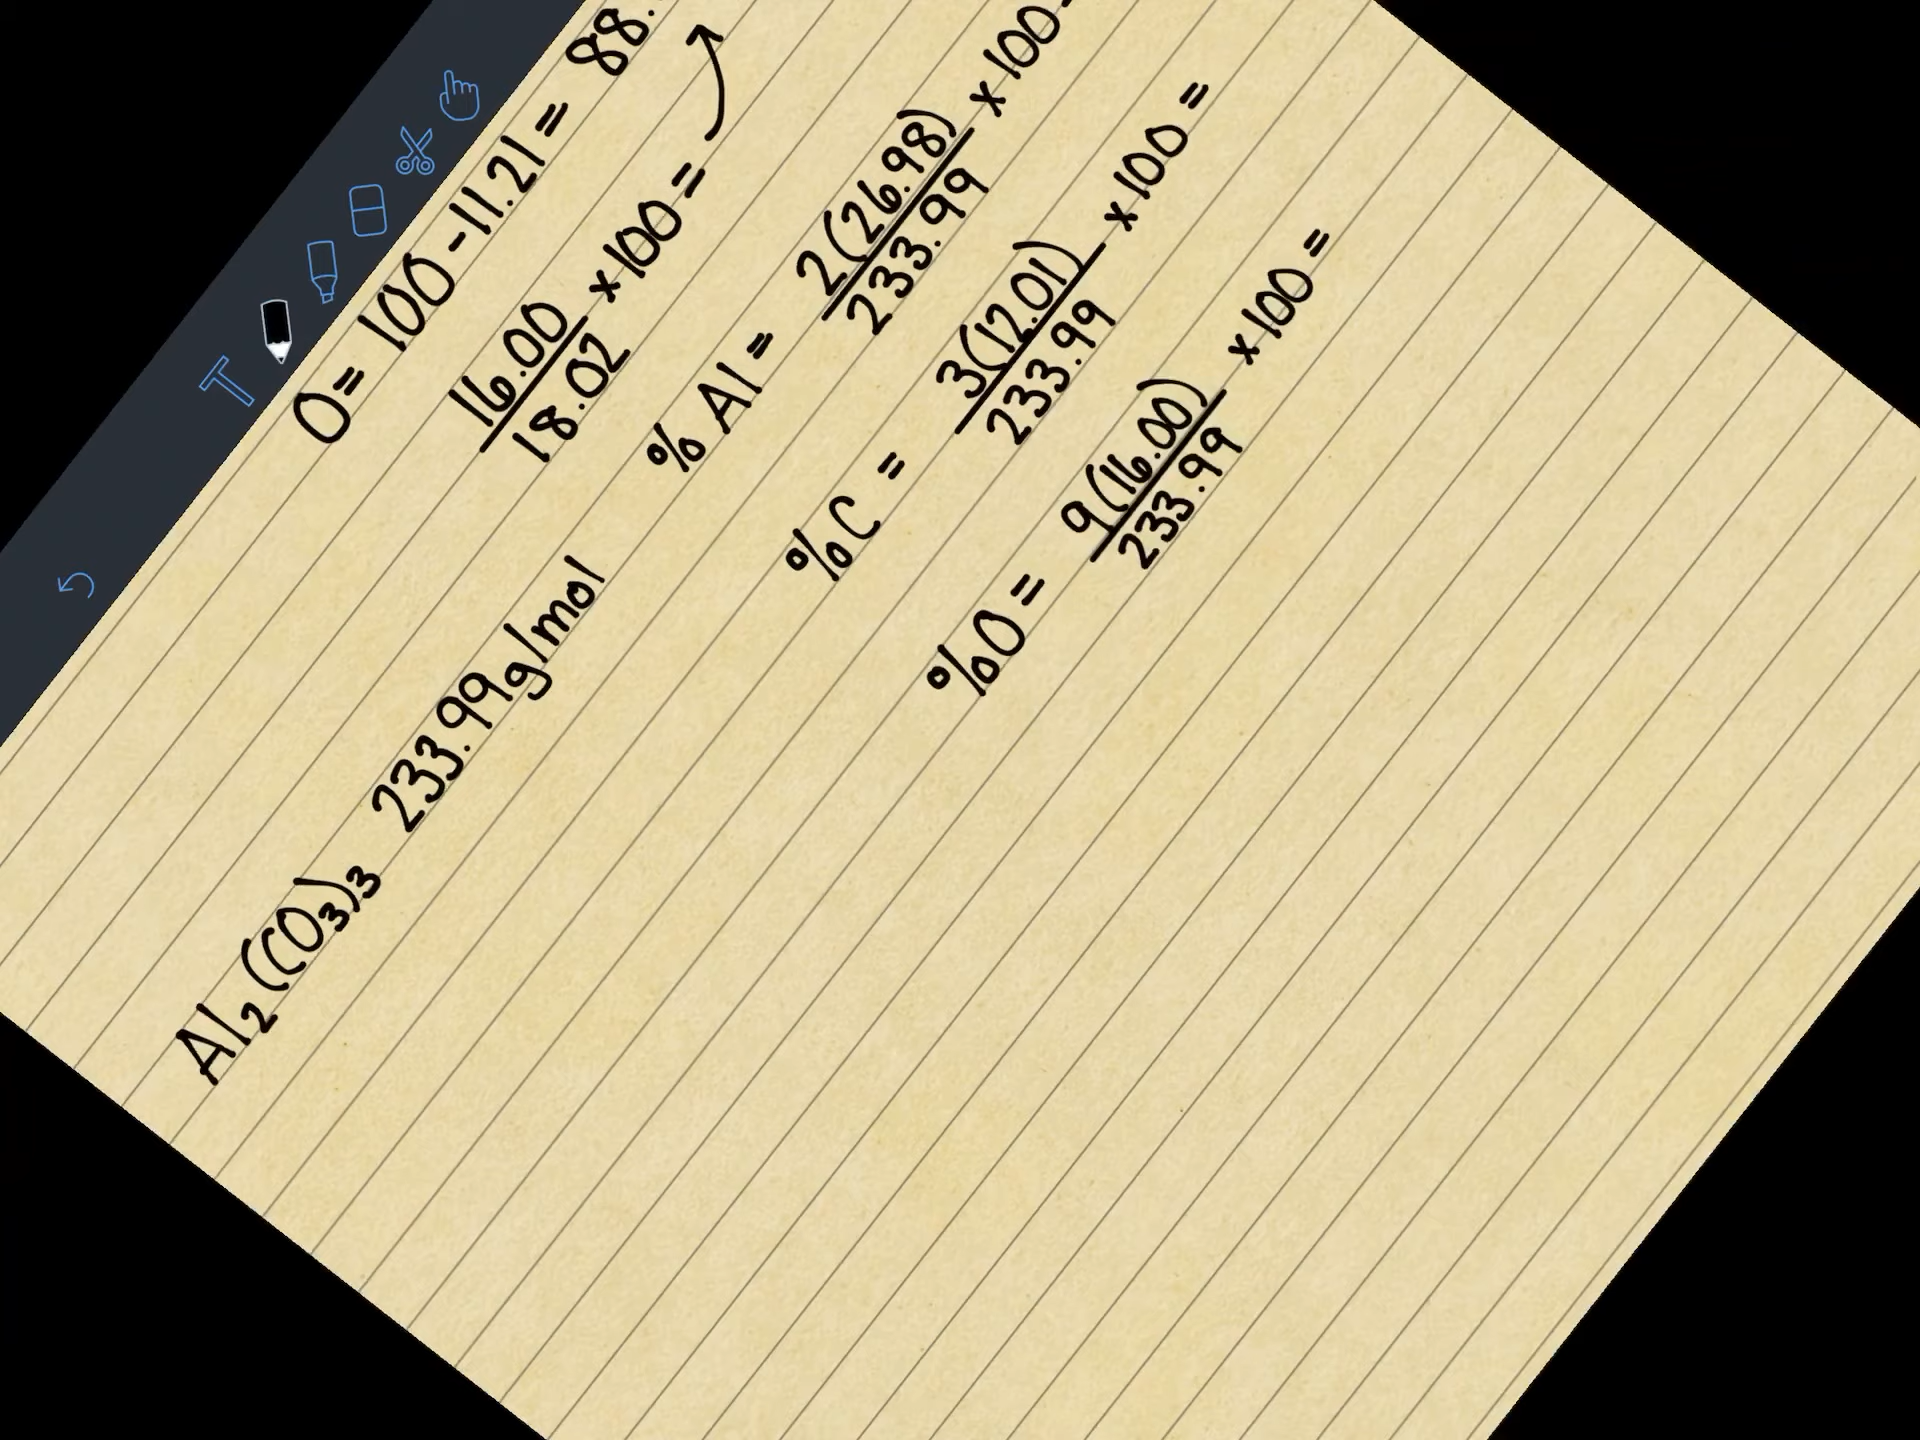 O = 100 - 11.21 = 88.
16.00
18.02
x 100 =
Al2(CO3)3 233.99g/mol
% Al =
2(26.98)
233.99
x 100
% C =
3(12.01)
233.99
x 100 =
% O =
9(16.00)
233.99
x 100 =